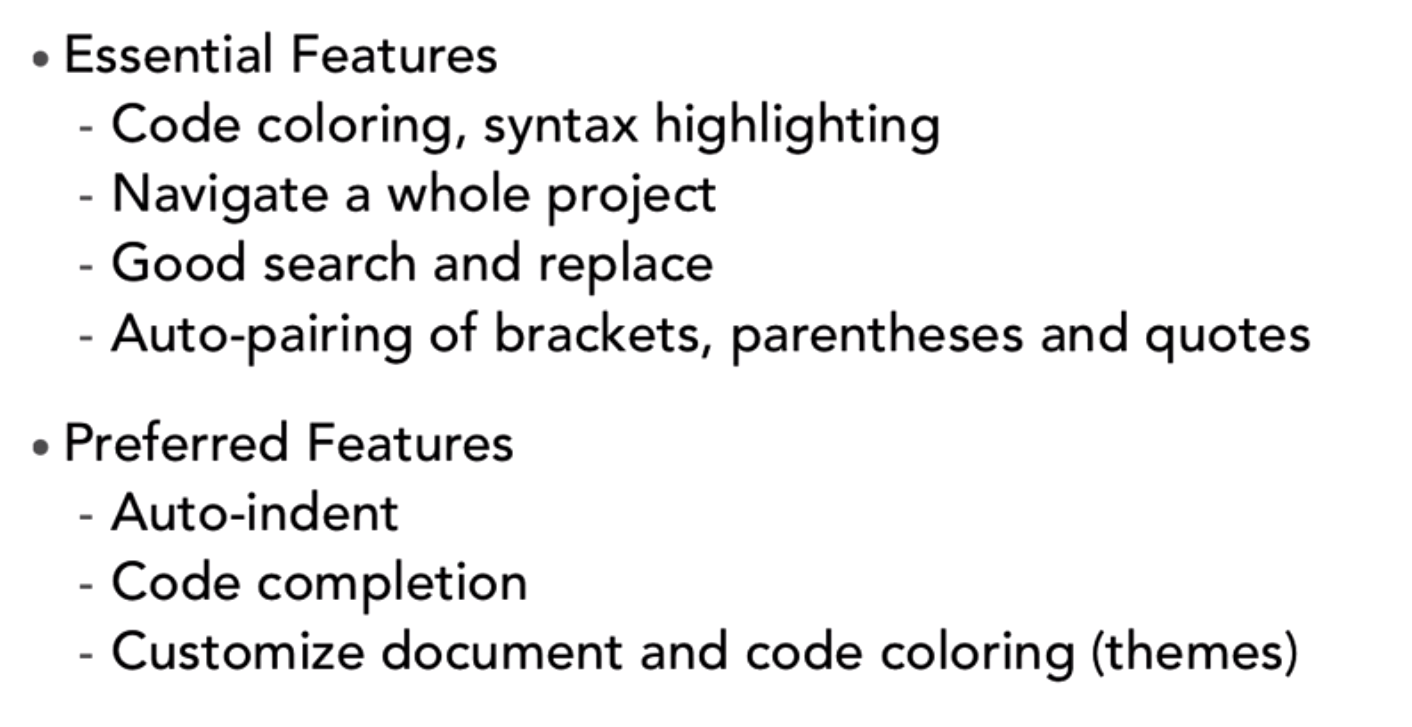 • Essential Features
- Code coloring, syntax highlighting
- Navigate a whole project
- Good search and replace
- Auto-pairing of brackets, parentheses and quotes
• Preferred Features
- Auto-indent
- Code completion
- Customize document and code coloring (themes)